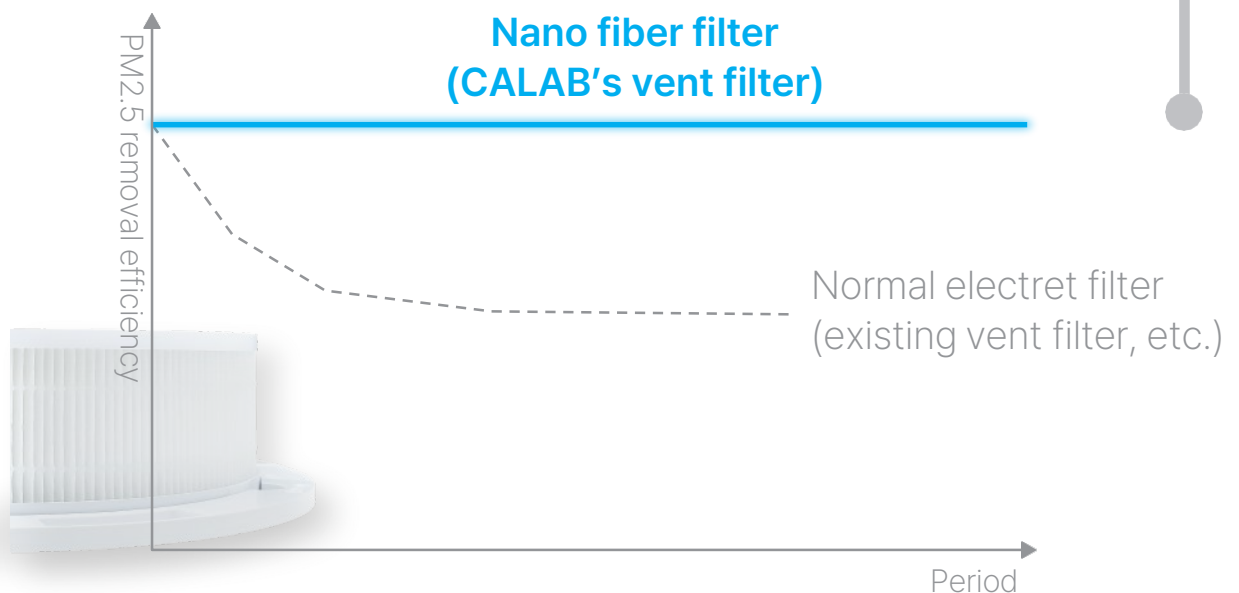 Nano fiber filter
(CALAB's vent filter)
PM2.5 removal efficiency
Normal electret filter
(existing vent filter, etc.)
Period